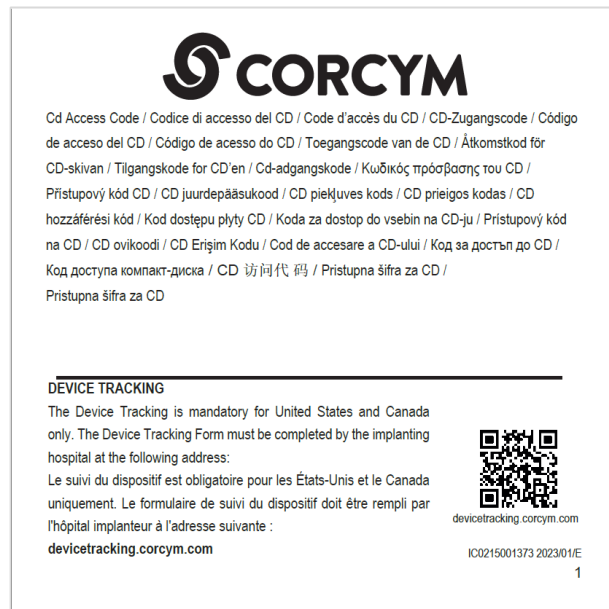 CORCYM
Cd Access Code / Codice di accesso del CD / Code d'accès du CD / CD-Zugangscode / Código
de acceso del CD / Código de acesso do CD / Toegangscode van de CD / Åtkomstkod för
CD-skivan / Tilgangskode for CD'en / Cd-adgangskode / Κωδικός πρόσβασης του CD /
Přístupový kód CD / CD juurdepääsukood / CD piekļuves kods / CD prieigos kodas / CD
hozzáférési kód / Kod dostępu płyty CD / Koda za dostop do vsebin na CD-ju / Prístupový kód
na CD / CD ovikoodi / CD Erişim Kodu / Cod de accesare a CD-ului / Код за достъп до CD /
Код доступа компакт-диска / CD 访问代 码 / Pristupna šifra za CD /
Pristupna šifra za CD
DEVICE TRACKING
The Device Tracking is mandatory for United States and Canada
only. The Device Tracking Form must be completed by the implanting
hospital at the following address:
Le suivi du dispositif est obligatoire pour les États-Unis et le Canada
uniquement. Le formulaire de suivi du dispositif doit être rempli par
l'hôpital implanteur à l'adresse suivante :
devicetracking.corcym.com
devicetracking.corcym.com
IC0215001373 2023/01/E
1